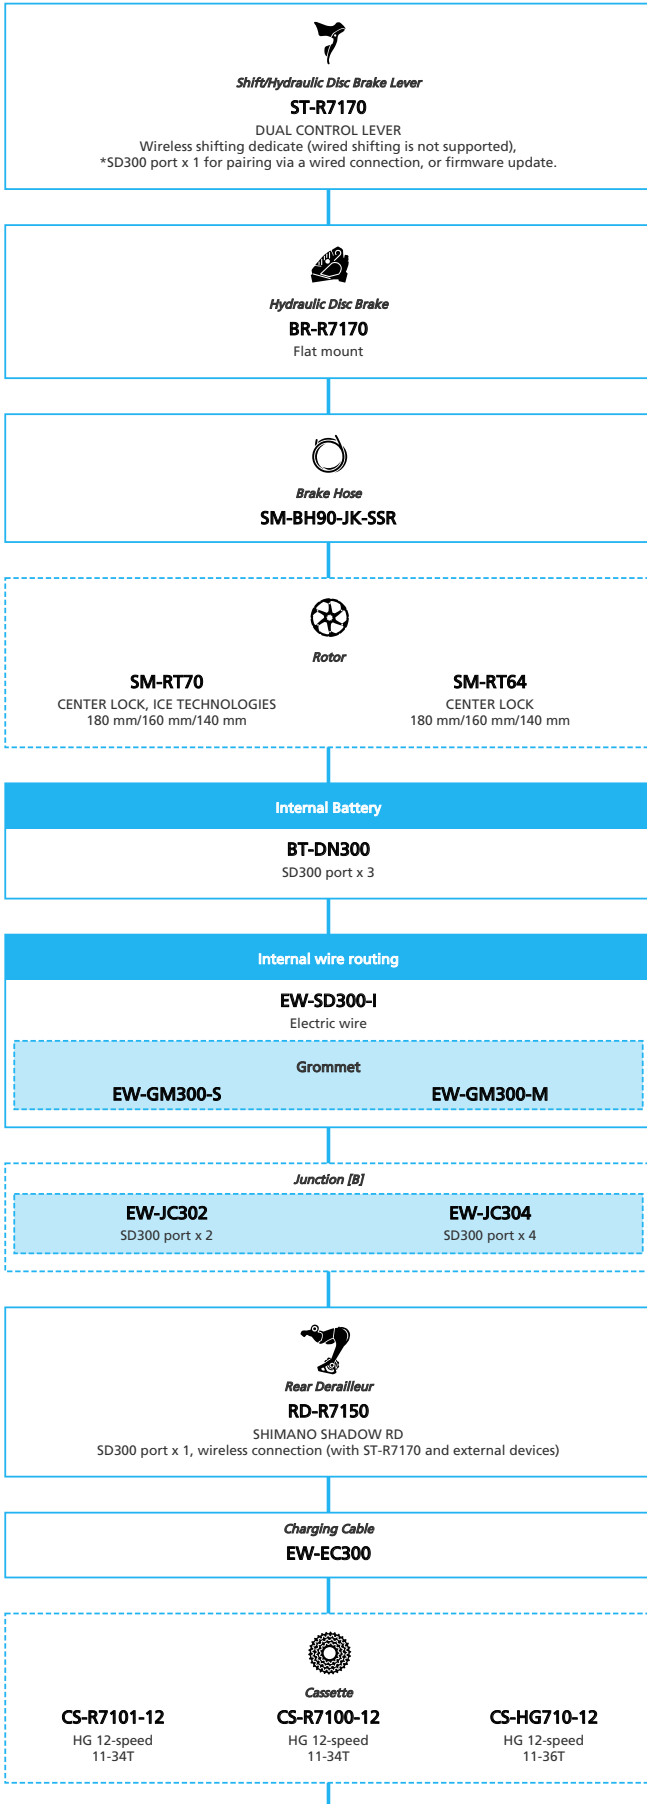 Shift/Hydraulic Disc Brake Lever
ST-R7170
DUAL CONTROL LEVER
Wireless shifting dedicate (wired shifting is not supported),
*SD300 port x 1 for pairing via a wired connection, or firmware update.
Hydraulic Disc Brake
BR-R7170
Flat mount
Brake Hose
SM-BH90-JK-SSR
Rotor
SM-RT70
CENTER LOCK, ICE TECHNOLOGIES
180 mm/160 mm/140 mm
SM-RT64
CENTER LOCK
180 mm/160 mm/140 mm
Internal Battery
BT-DN300
SD300 port x 3
Internal wire routing
EW-SD300-I
Electric wire
Grommet
EW-GM300-S
EW-GM300-M
Junction [B]
EW-JC302
SD300 port x 2
EW-JC304
SD300 port x 4
Rear Derailleur
RD-R7150
SHIMANO SHADOW RD
SD300 port x 1, wireless connection (with ST-R7170 and external devices)
Charging Cable
EW-EC300
Cassette
CS-R7101-12
HG 12-speed
11-34T
CS-R7100-12
HG 12-speed
11-34T
CS-HG710-12
HG 12-speed
11-36T